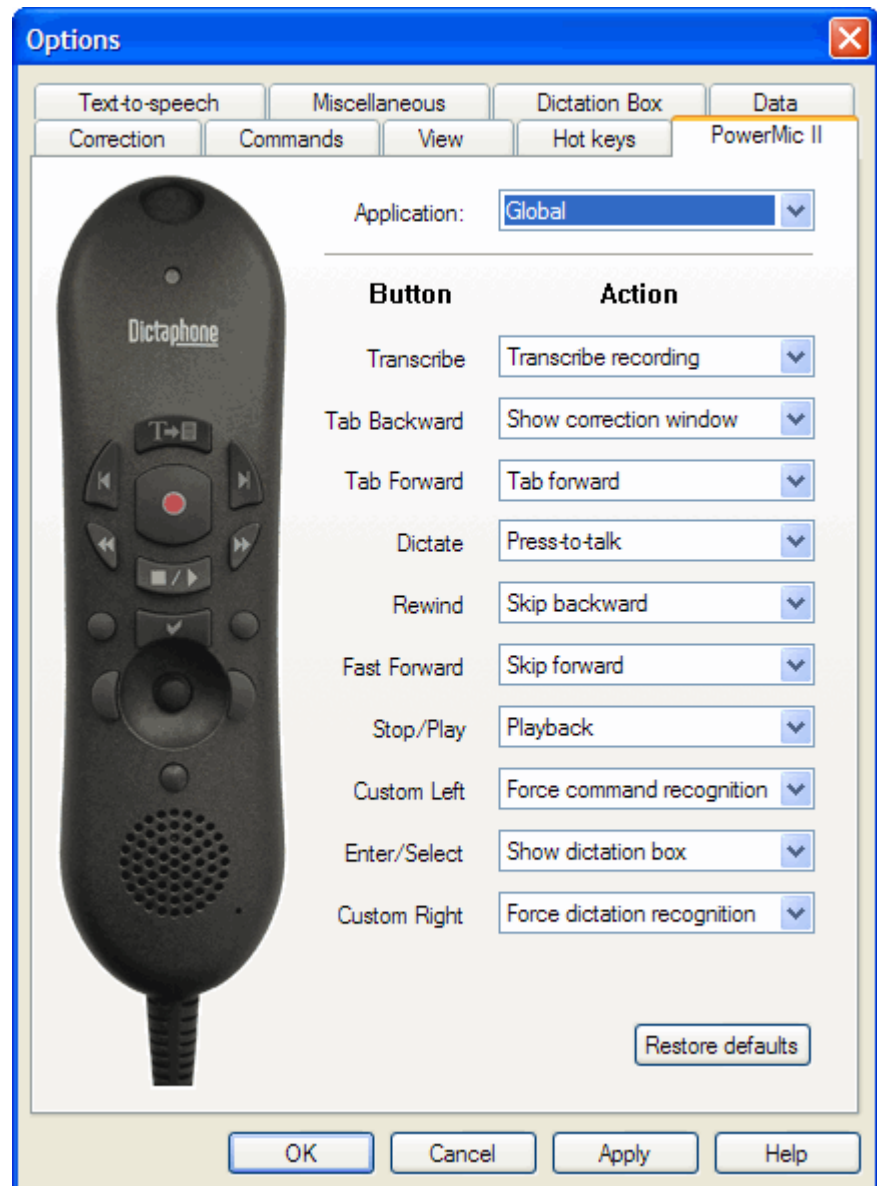 Options
Text-to-speech Miscellaneous Dictation Box Data
Correction Commands View Hot keys PowerMic II
Application: Global
Button Action
Dictaphone
Transcribe Transcribe recording
Tab Backward Show correction window
T
Tab Forward Tab forward
Dictate Press-to-talk
Rewind Skip backward
Fast Forward Skip forward
Stop/Play Playback
Custom Left Force command recognition
Enter/Select Show dictation box
Custom Right Force dictation recognition
Restore defaults
OK Cancel Apply Help